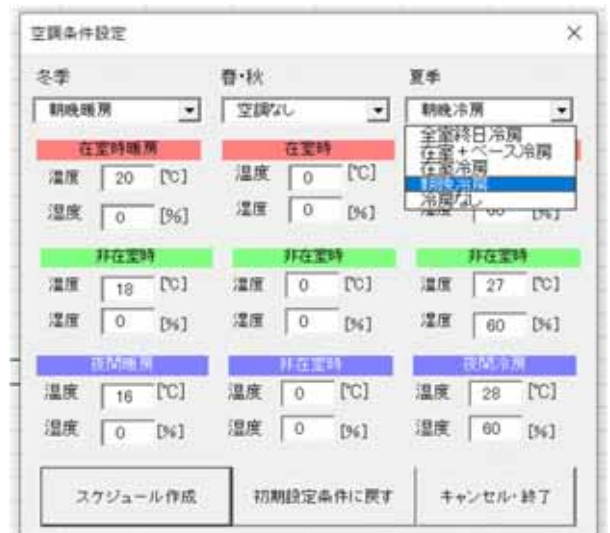 空調条件設定
冬季 春・秋 夏季
朝晩暖房 空調なし 朝晩冷房
全室終日冷房
在室+ベース冷房
在室冷房
朝晩冷房
冷房なし
在室時暖房 在室時
温度 20 [℃] 温度 0 [℃]
湿度 0 [%] 湿度 0 [%] 湿度 60 [%]
非在室時 非在室時 非在室時
温度 18 [℃] 温度 0 [℃] 温度 27 [℃]
湿度 0 [%] 湿度 0 [%] 湿度 60 [%]
夜間暖房 非在室時 夜間冷房
温度 16 [℃] 温度 0 [℃] 温度 28 [℃]
湿度 0 [%] 湿度 0 [%] 湿度 60 [%]
スケジュール作成 初期設定条件に戻す キャンセル・終了